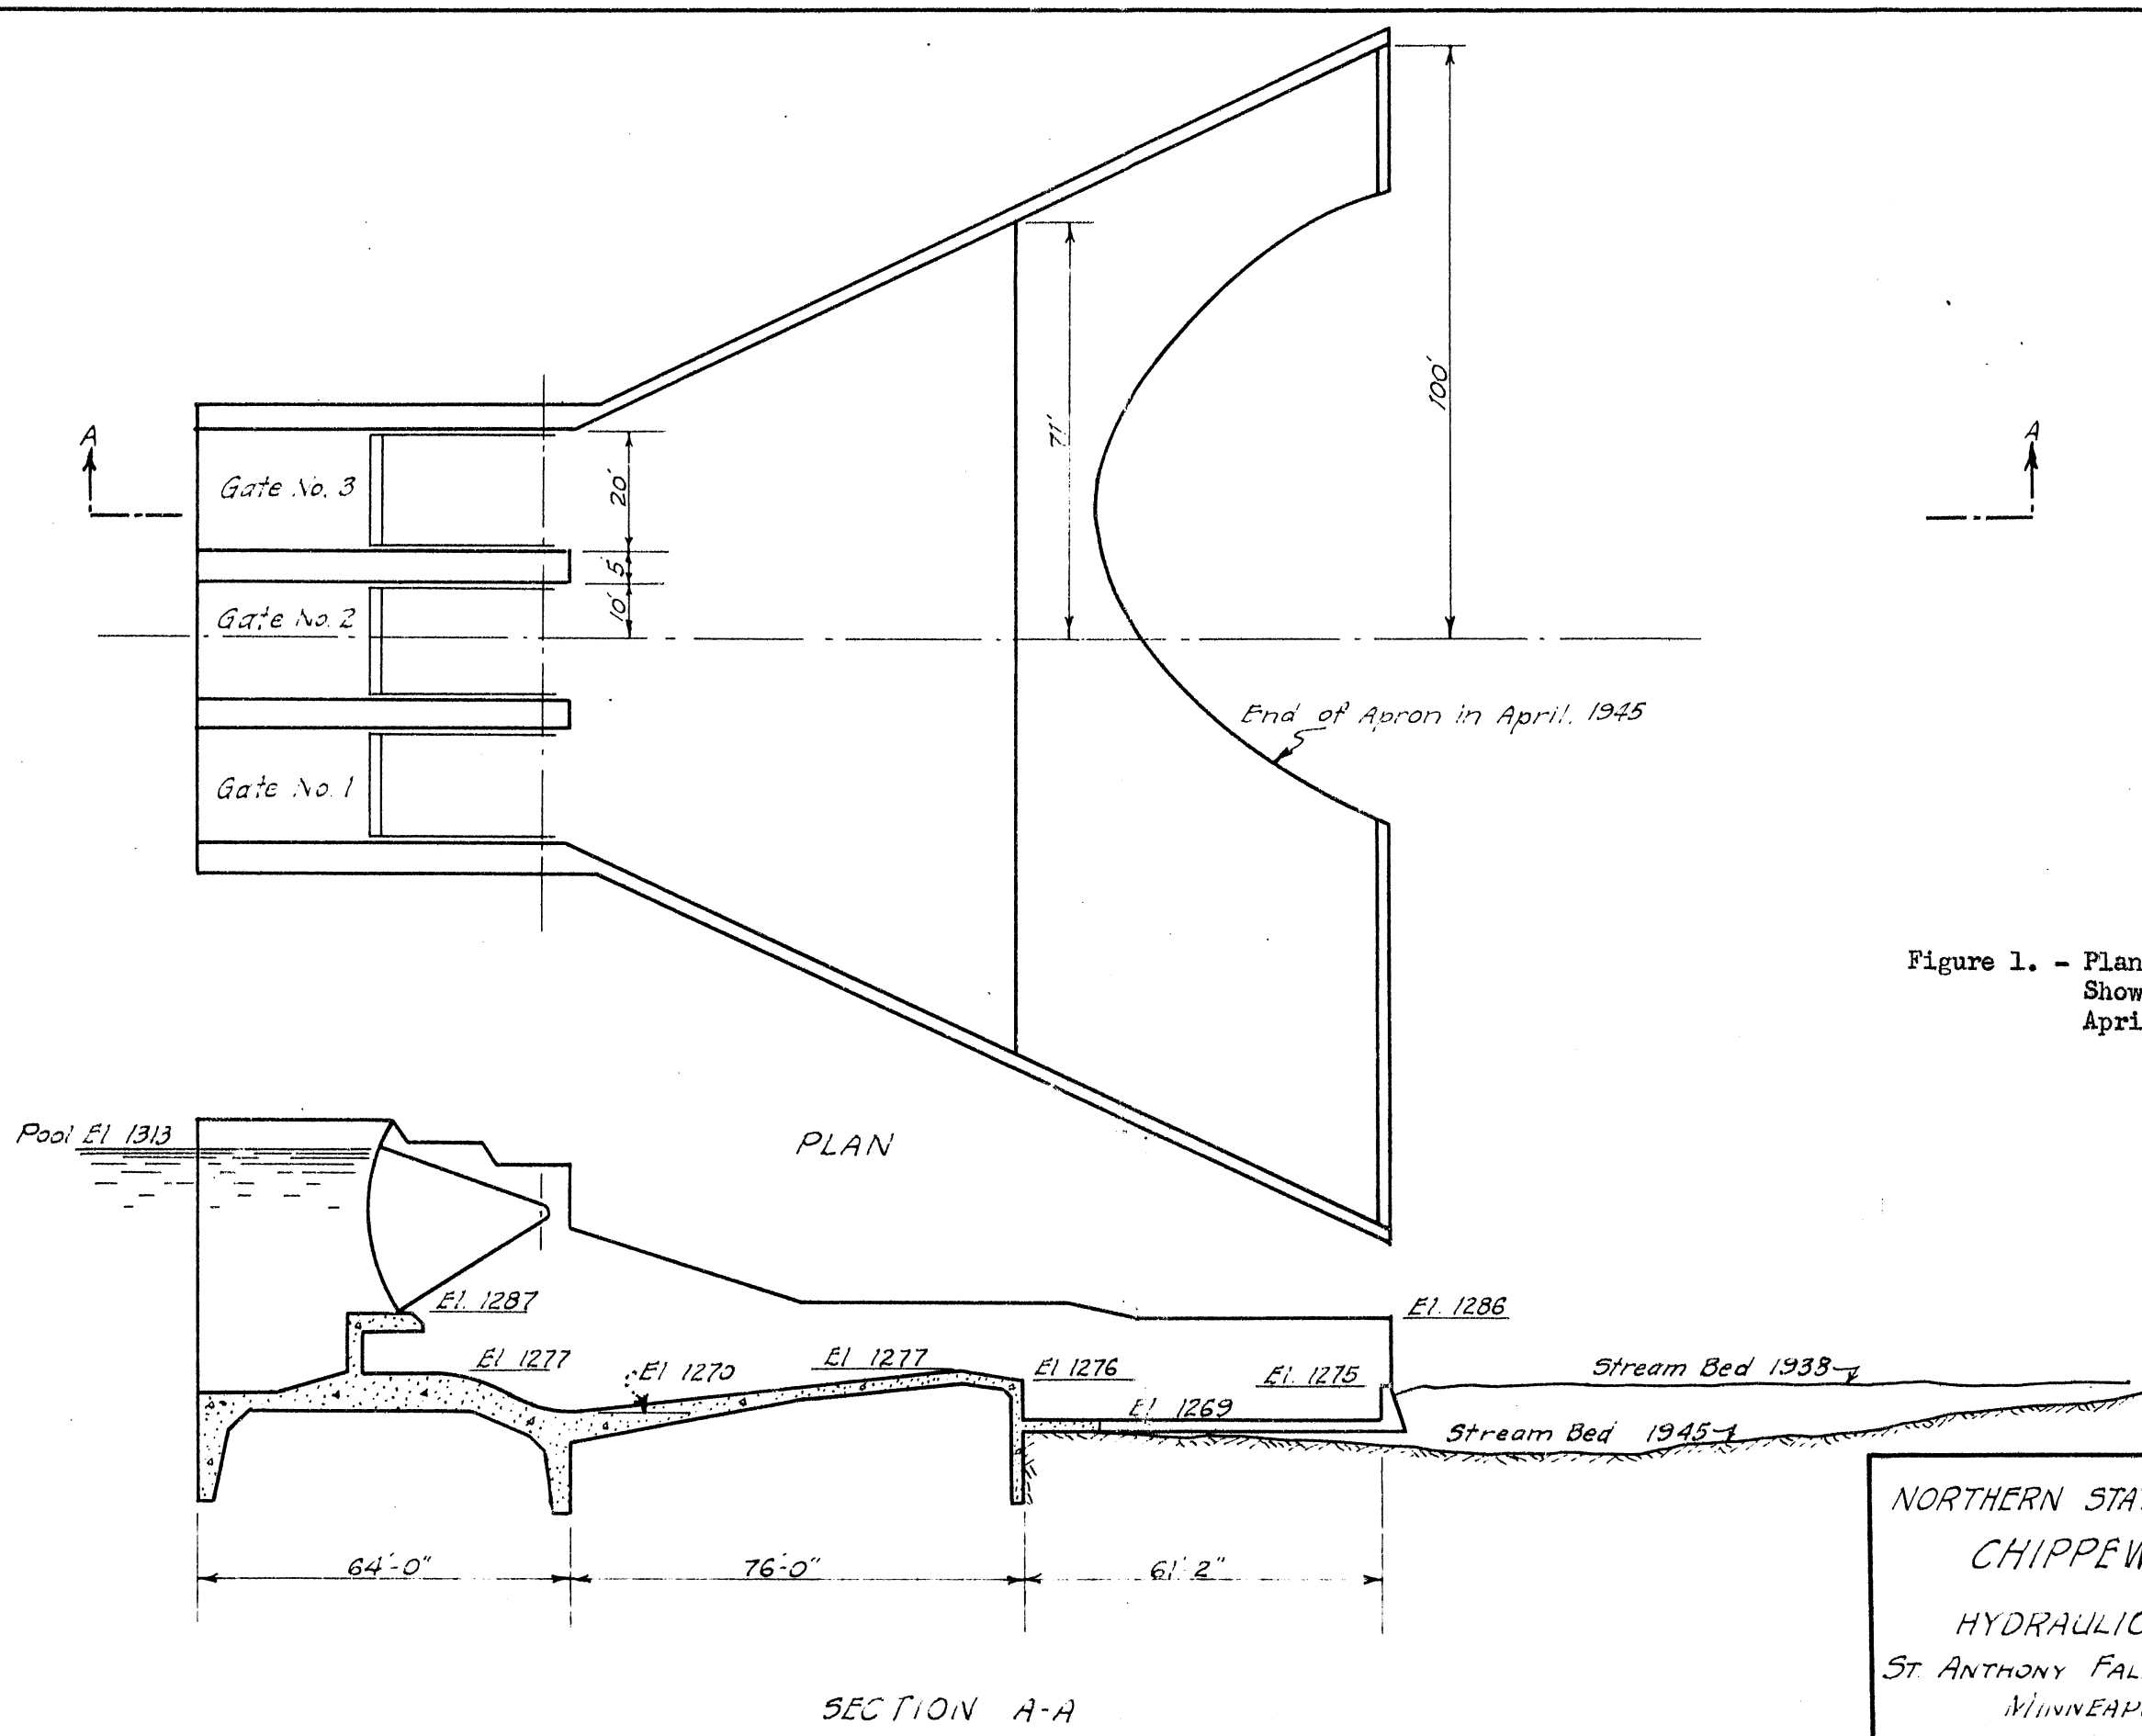 100'
71'
A
A
Gate No. 3
20'
5'
Gate No. 2
10'
End of Apron in April. 1945
Gate No. 1
Figure 1. - Plan
Show
Apri
Pool El 1313
PLAN
El. 1287
El. 1286
El 1277
El 1270
El 1277
El 1276
El. 1275
Stream Bed 1938
El 1269
Stream Bed 1945
NORTHERN STA
CHIPPEW
64'-0"
76'-0"
61' 2"
HYDRAULIC
ST. ANTHONY FAL
MINNEAP
SECTION A-A